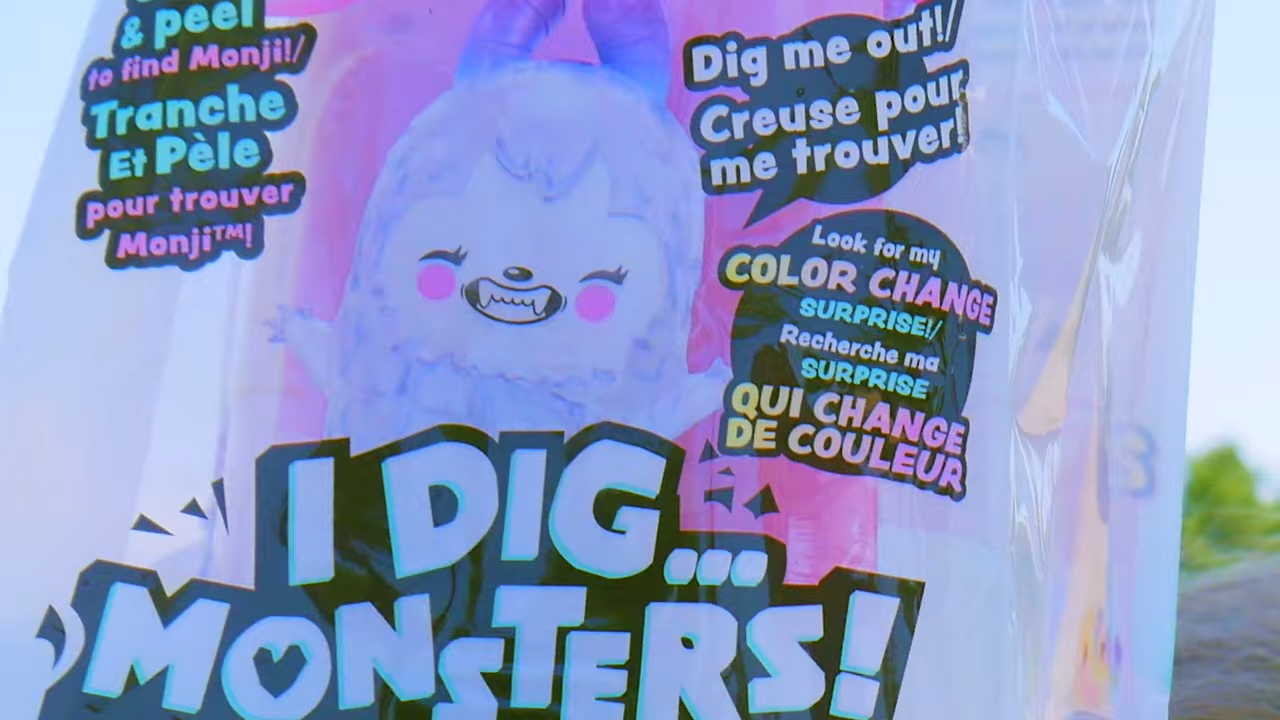 & peel
to find Monji!/
Tranche
Et Pèle
pour trouver
Monji™!
Dig me out!/
Creuse pour
me trouver!
Look for my
COLOR CHANGE
SURPRISE!/
Recherche ma
SURPRISE
QUI CHANGE
DE COULEUR
I DIG...
MONSTERS!